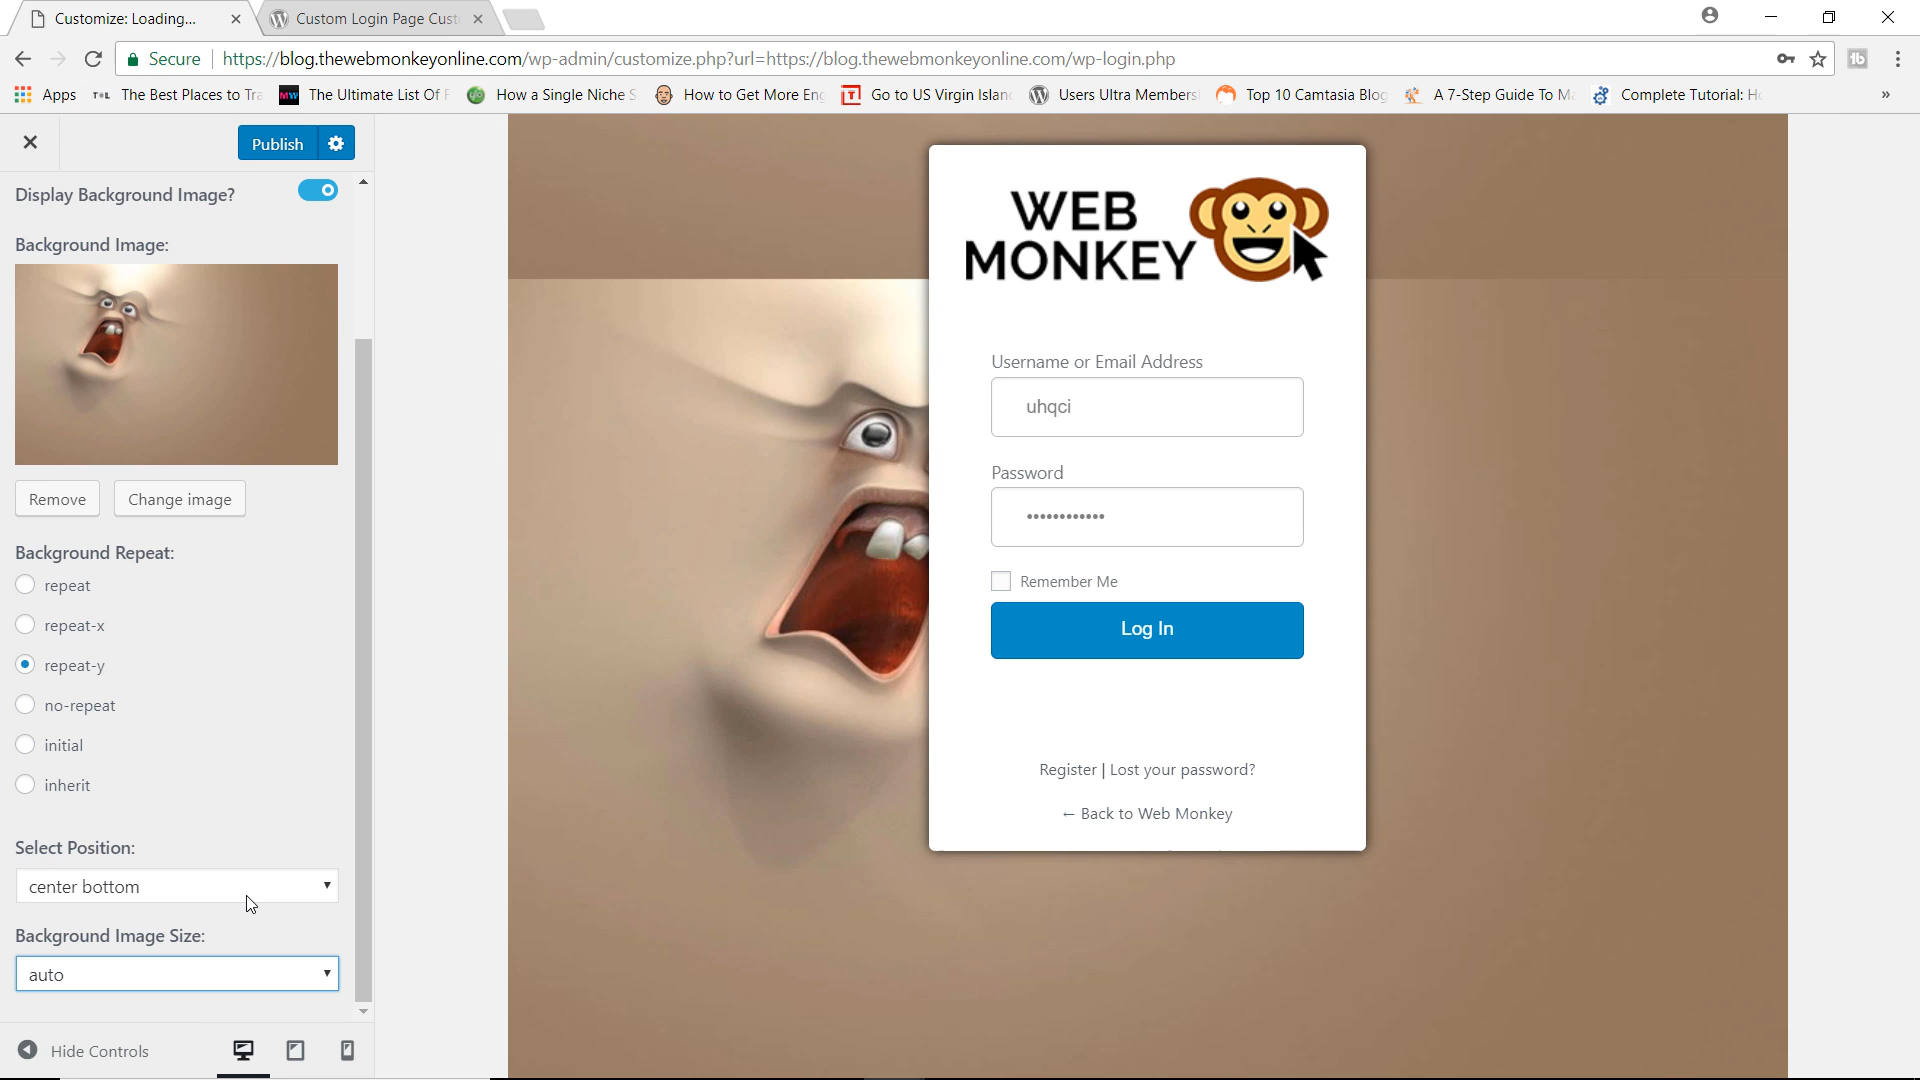 Customize: Loading...
Custom Login Page Cust
Secure
https://blog.thewebmonkeyonline.com/wp-admin/customize.php?url=https://blog.thewebmonkeyonline.com/wp-login.php
Apps
T+L
The Best Places to Tra
MW
The Ultimate List Of F
How a Single Niche S
How to Get More Eng
Go to US Virgin Islan
Users Ultra Members
Top 10 Camtasia Blog
A 7-Step Guide To Ma
Complete Tutorial: Ho
»
Publish
Display Background Image?
Background Image:
Remove
Change image
Background Repeat:
repeat
repeat-x
repeat-y
no-repeat
initial
inherit
Select Position:
center bottom
Background Image Size:
auto
Hide Controls
WEB
MONKEY
Username or Email Address
uhqci
Password
••••••••••••
Remember Me
Log In
Register | Lost your password?
← Back to Web Monkey